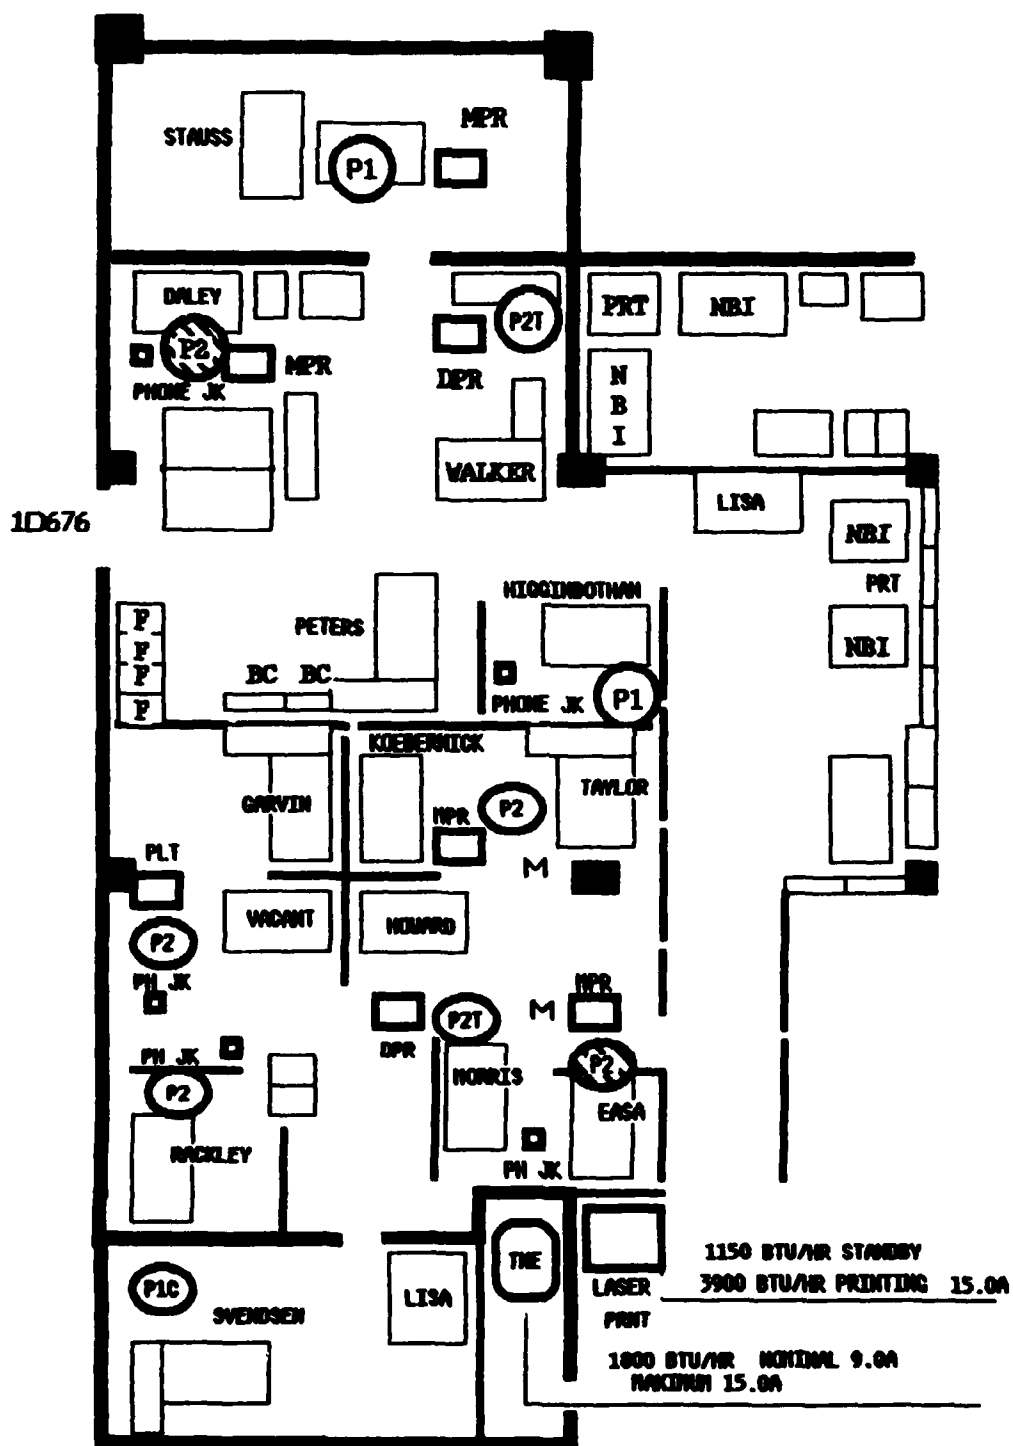 MPR
STAUSS
P1
DALEY
P2
MPR
PHONE JK
P2T
DPR
WALKER
PRT
NBI
N
B
I
1D676
LISA
NBI
PRT
NBI
HIGGINBOTHAM
PETERS
F
F
F
F
BC BC
PHONE JK
P1
KOEBERNICK
GARVIN
TAYLOR
P2
MPR
M
PLT
VACANT
HOWARD
P2
PH JK
MPR
M
P2T
DPR
PH JK
P2
MORRIS
P2
EASA
RACKLEY
PH JK
TNE
LASER
PRNT
1150 BTU/HR STANDBY
3900 BTU/HR PRINTING 15.0A
P1C
SVENDSEN
LISA
1800 BTU/HR NOMINAL 9.0A
MAXIMUM 15.0A